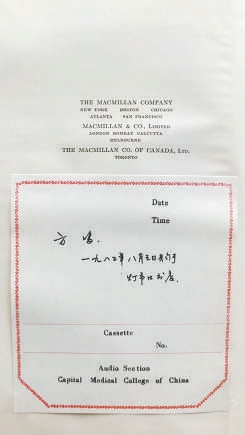 THE MACMILLAN COMPANY
NEW YORK BOSTON CHICAGO
ATLANTA SAN FRANCISCO
MACMILLAN & CO., LIMITED
LONDON BOMBAY CALCUTTA
MELBOURNE
THE MACMILLAN CO. OF CANADA, LTD.
TORONTO
Date
Time
方
一九八二年八月三日购于
灯市口书店.
Cassette
No.
Audio Section
Capital Medical College of China